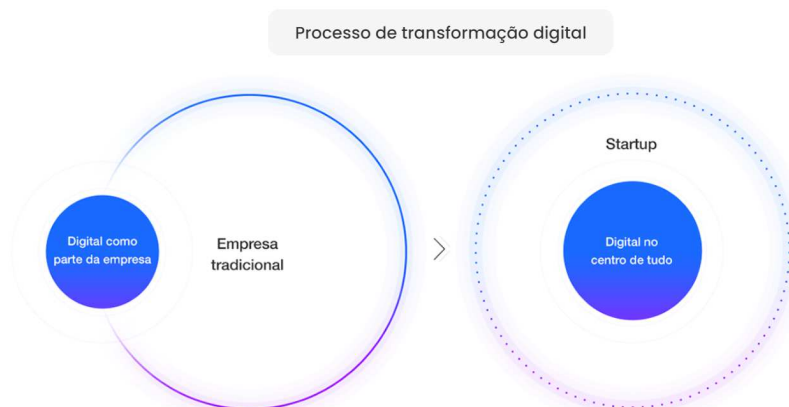 Processo de transformação digital
Digital como
parte da empresa
Empresa
tradicional
Startup
Digital no
centro de tudo